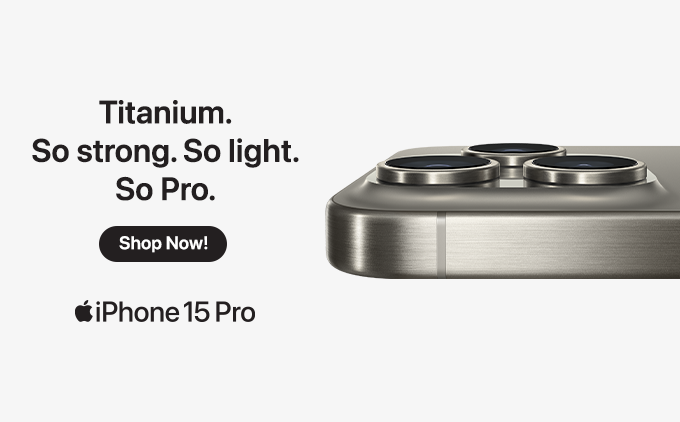 Titanium.
So strong. So light.
So Pro.
Shop Now!
iPhone 15 Pro